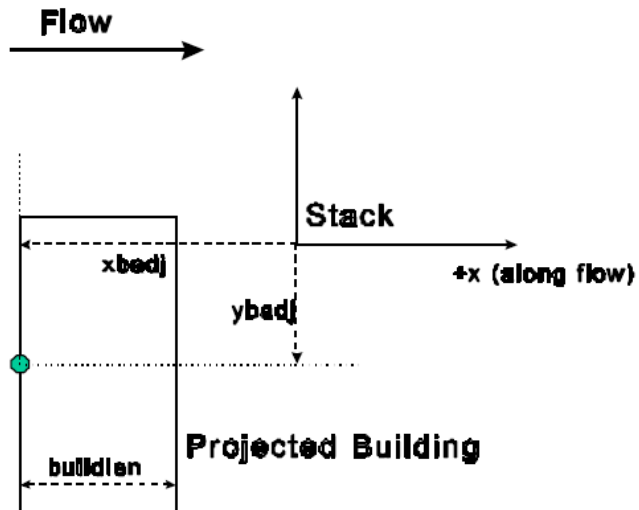 Flow
Stack
xbadj
+x (along flow)
ybadj
Projected Building
buildlen